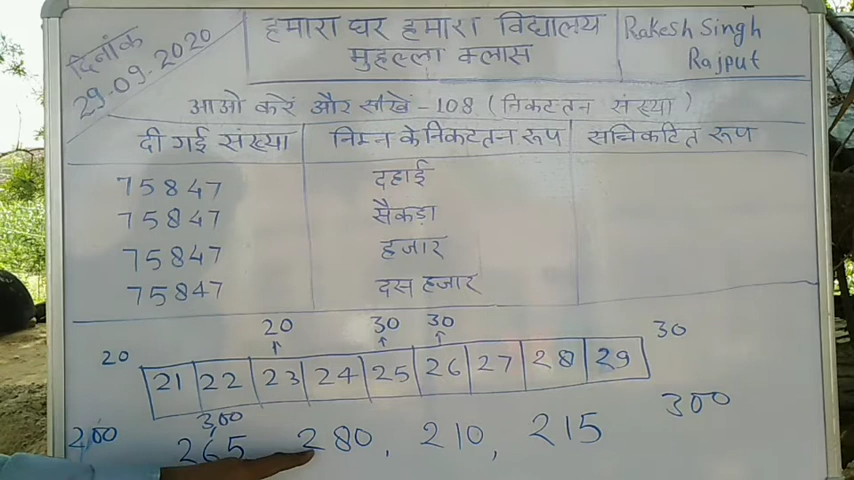 दिनांक
29.09.2020
हमारा घर हमारा विद्यालय
मुहल्ला क्लास
Rakesh Singh
Rajput
आओ करें और सीखें -108 (निकटतन संख्या)
दी गई संख्या निम्न के निकटतन रूप सन्निकटित रूप
75847 दहाई
75847 सैकड़ा
75847 हजार
75847 दस हजार
20 30 30
20 21 22 23 24 25 26 27 28 29 30
300
200 265 280, 210, 215 300